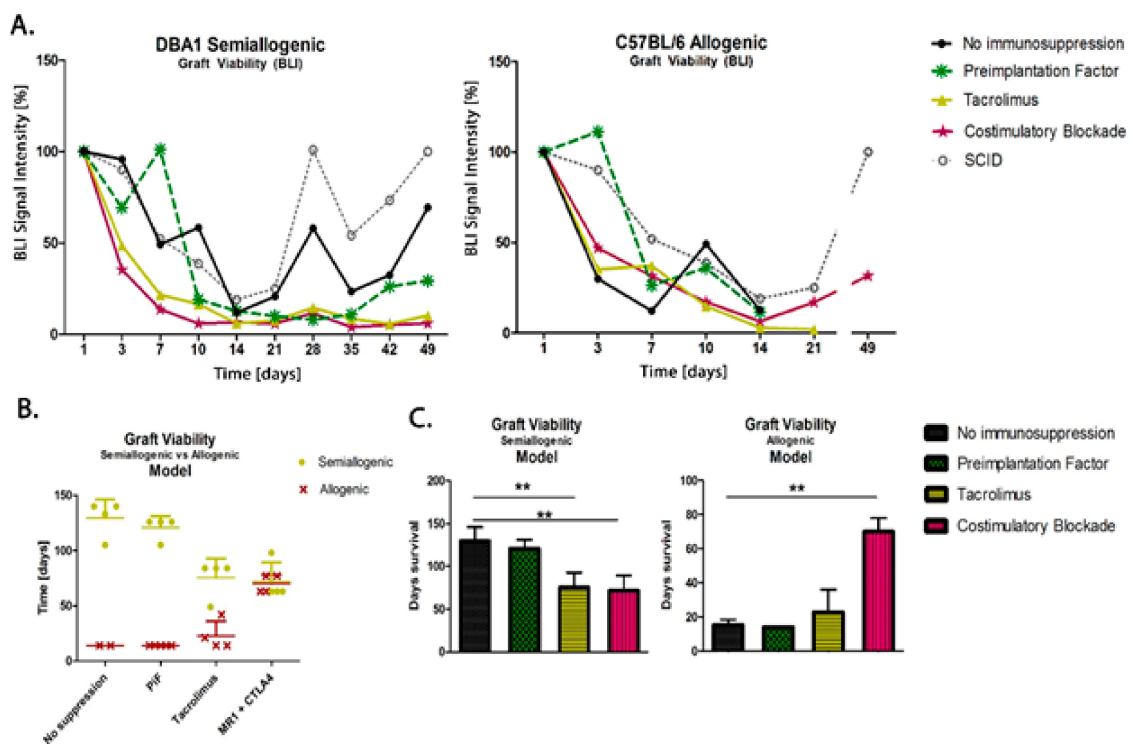 A.
DBA1 Semiallogenic
Graft Viability (BLI)
BLI Signal Intensity [%]
150
100
50
0
1 3 7 10 14 21 28 35 42 49
Time [days]
C57BL/6 Allogenic
Graft Viability (BLI)
BLI Signal Intensity [%]
150
100
50
0
1 3 7 10 14 21 49
Time [days]
No immunosuppression
Preimplantation Factor
Tacrolimus
Costimulatory Blockade
SCID
B.
Graft Viability
Semiallogenic vs Allogenic
Model
Semiallogenic
Allogenic
Time [days]
150
100
50
0
No suppression
PiF
Tacrolimus
MR1 + CTLA4
C.
Graft Viability
Semiallogenic
Model
Days survival
200
150
100
50
0
**
**
Graft Viability
Allogenic
Model
Days survival
80
60
40
20
0
**
No immunosuppression
Preimplantation Factor
Tacrolimus
Costimulatory Blockade